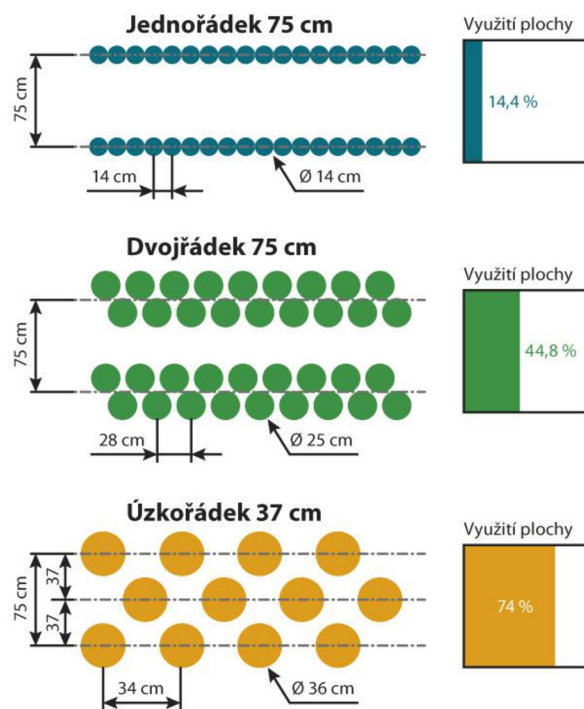 Jednořádek 75 cm
Využití plochy
75 cm
14,4 %
14 cm
Ø 14 cm
Dvojřádek 75 cm
Využití plochy
75 cm
44,8 %
28 cm
Ø 25 cm
Úzkořádek 37 cm
Využití plochy
75 cm
37
37
74 %
34 cm
Ø 36 cm